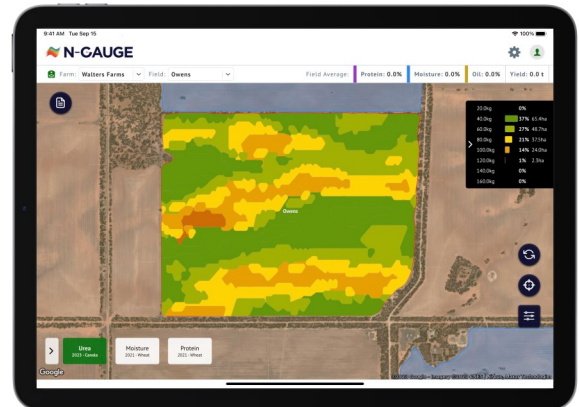 9:41 AM Tue Sep 15
100%
N-GAUGE
Farm: Walters Farms Field: Owens Field Average: Protein: 0.0% Moisture: 0.0% Oil: 0.0% Yield: 0.0 t
20.0kg 0%
40.0kg 37% 65.4ha
60.0kg 27% 48.7ha
80.0kg 21% 37.5ha
100.0kg 14% 24.0ha
120.0kg 1% 2.3ha
140.0kg 0%
160.0kg 0%
Owens
Urea
2023 - Canola
Moisture
2021 - Wheat
Protein
2021 - Wheat
Google
Technologies